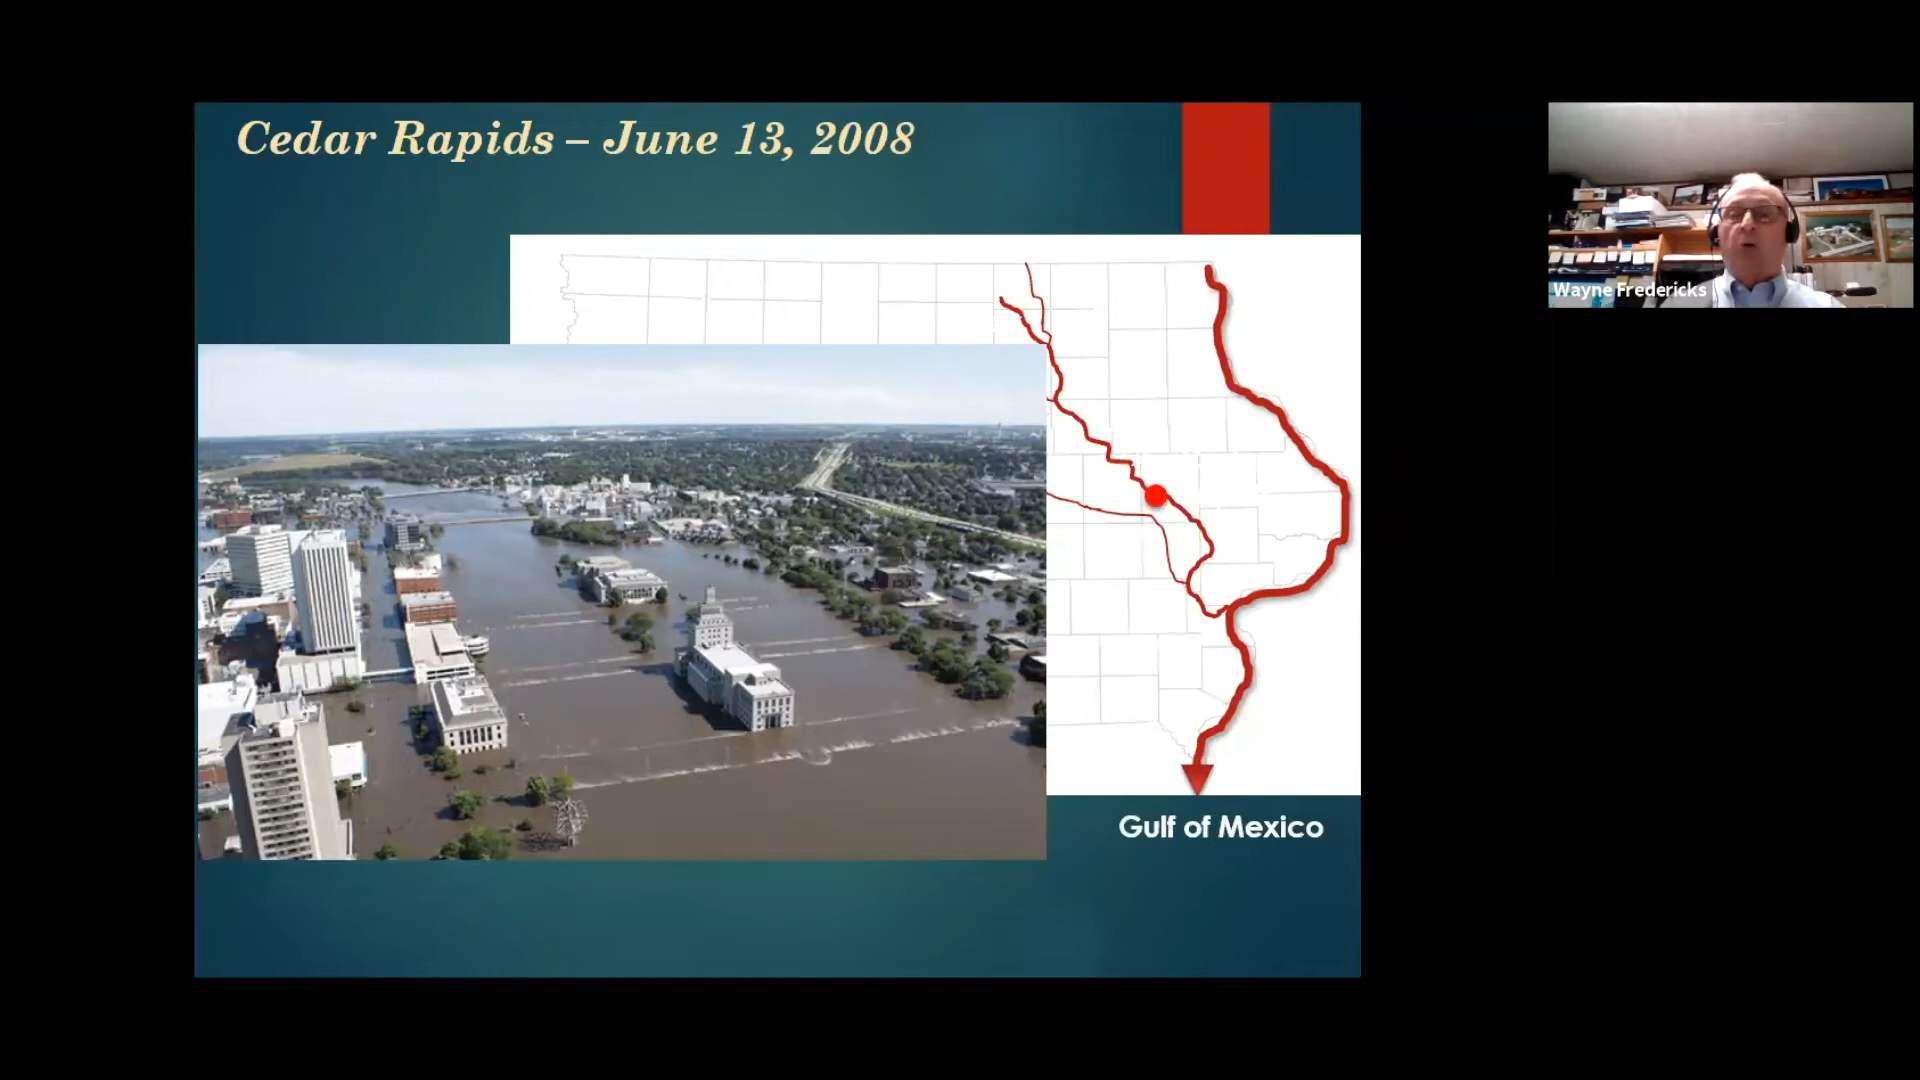 Cedar Rapids – June 13, 2008
Wayne Fredericks
Gulf of Mexico